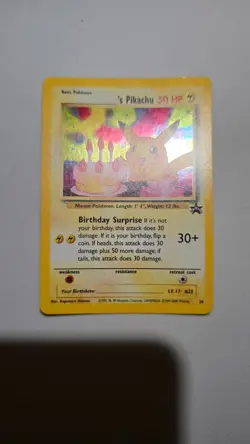 Basic Pokémon
's Pikachu 50 HP
Mouse Pokémon. Length: 1' 4", Weight: 13 lbs.
Birthday Surprise If it's not
your birthday, this attack does 30
damage. If it is your birthday, flip a
coin. If heads, this attack does 30
damage plus 50 more damage; if
tails, this attack does 30 damage.
30+
weakness resistance retreat cost
Your Birthdate: